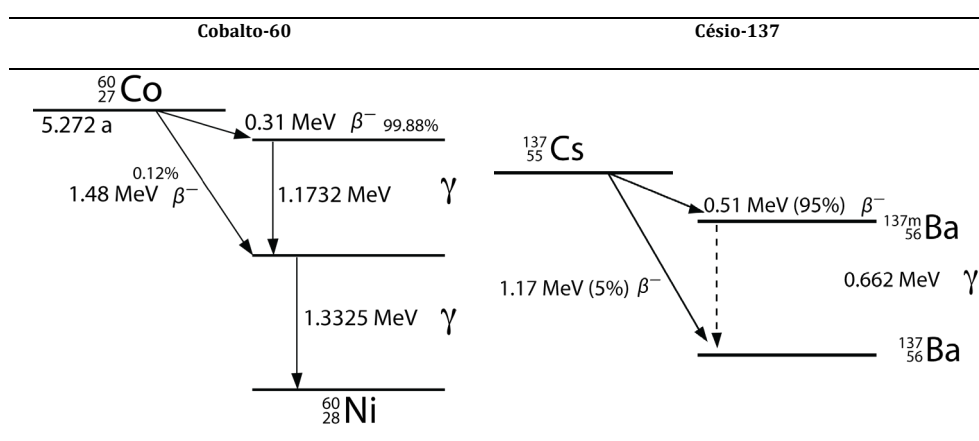 Cobalto-60
Césio-137
60
27 Co
5.272 a
0.31 MeV β⁻ 99.88%
0.12%
1.48 MeV β⁻
1.1732 MeV γ
1.3325 MeV γ
60
28 Ni
137
55 Cs
0.51 MeV (95%) β⁻
137m
56 Ba
1.17 MeV (5%) β⁻
0.662 MeV γ
137
56 Ba